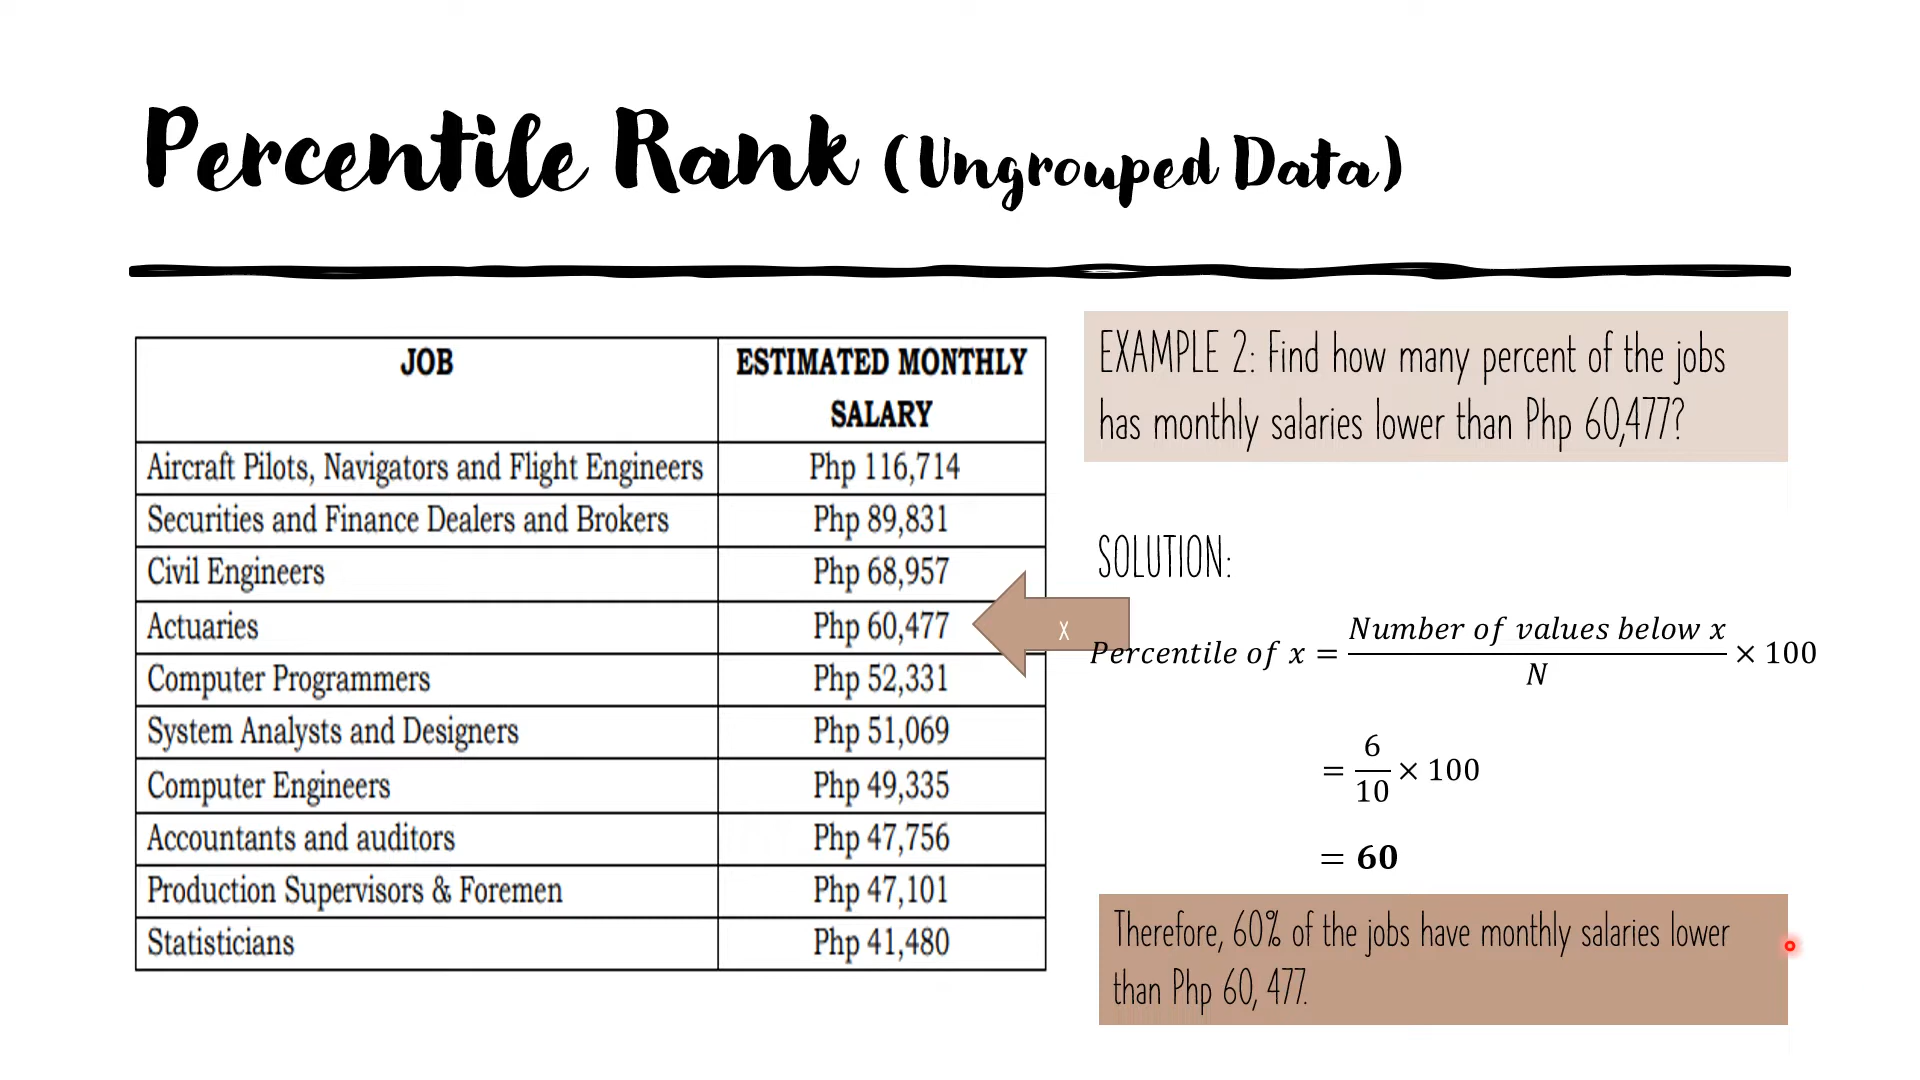 Percentile Rank (Ungrouped Data)
JOB ESTIMATED MONTHLY
SALARY
Aircraft Pilots, Navigators and Flight Engineers Php 116,714
Securities and Finance Dealers and Brokers Php 89,831
Civil Engineers Php 68,957
Actuaries Php 60,477
Computer Programmers Php 52,331
System Analysts and Designers Php 51,069
Computer Engineers Php 49,335
Accountants and auditors Php 47,756
Production Supervisors & Foremen Php 47,101
Statisticians Php 41,480
X
EXAMPLE 2: Find how many percent of the jobs
has monthly salaries lower than Php 60,477?
SOLUTION:
Percentile of x = Number of values below x / N × 100
= 6/10 × 100
= 60
Therefore, 60% of the jobs have monthly salaries lower
than Php 60, 477.